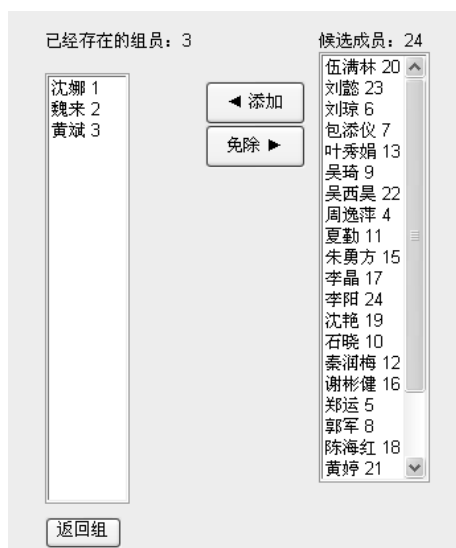 已经存在的组员：3
沈娜 1
魏来 2
黄斌 3
◄ 添加
免除 ►
候选成员：24
伍满林 20
刘懿 23
刘琼 6
包添仪 7
叶秀娟 13
吴琦 9
吴西昊 22
周逸萍 4
夏勤 11
朱勇方 15
李晶 17
李阳 24
沈艳 19
石晓 10
秦润梅 12
谢彬健 16
郑运 5
郭军 8
陈海红 18
黄婷 21
返回组